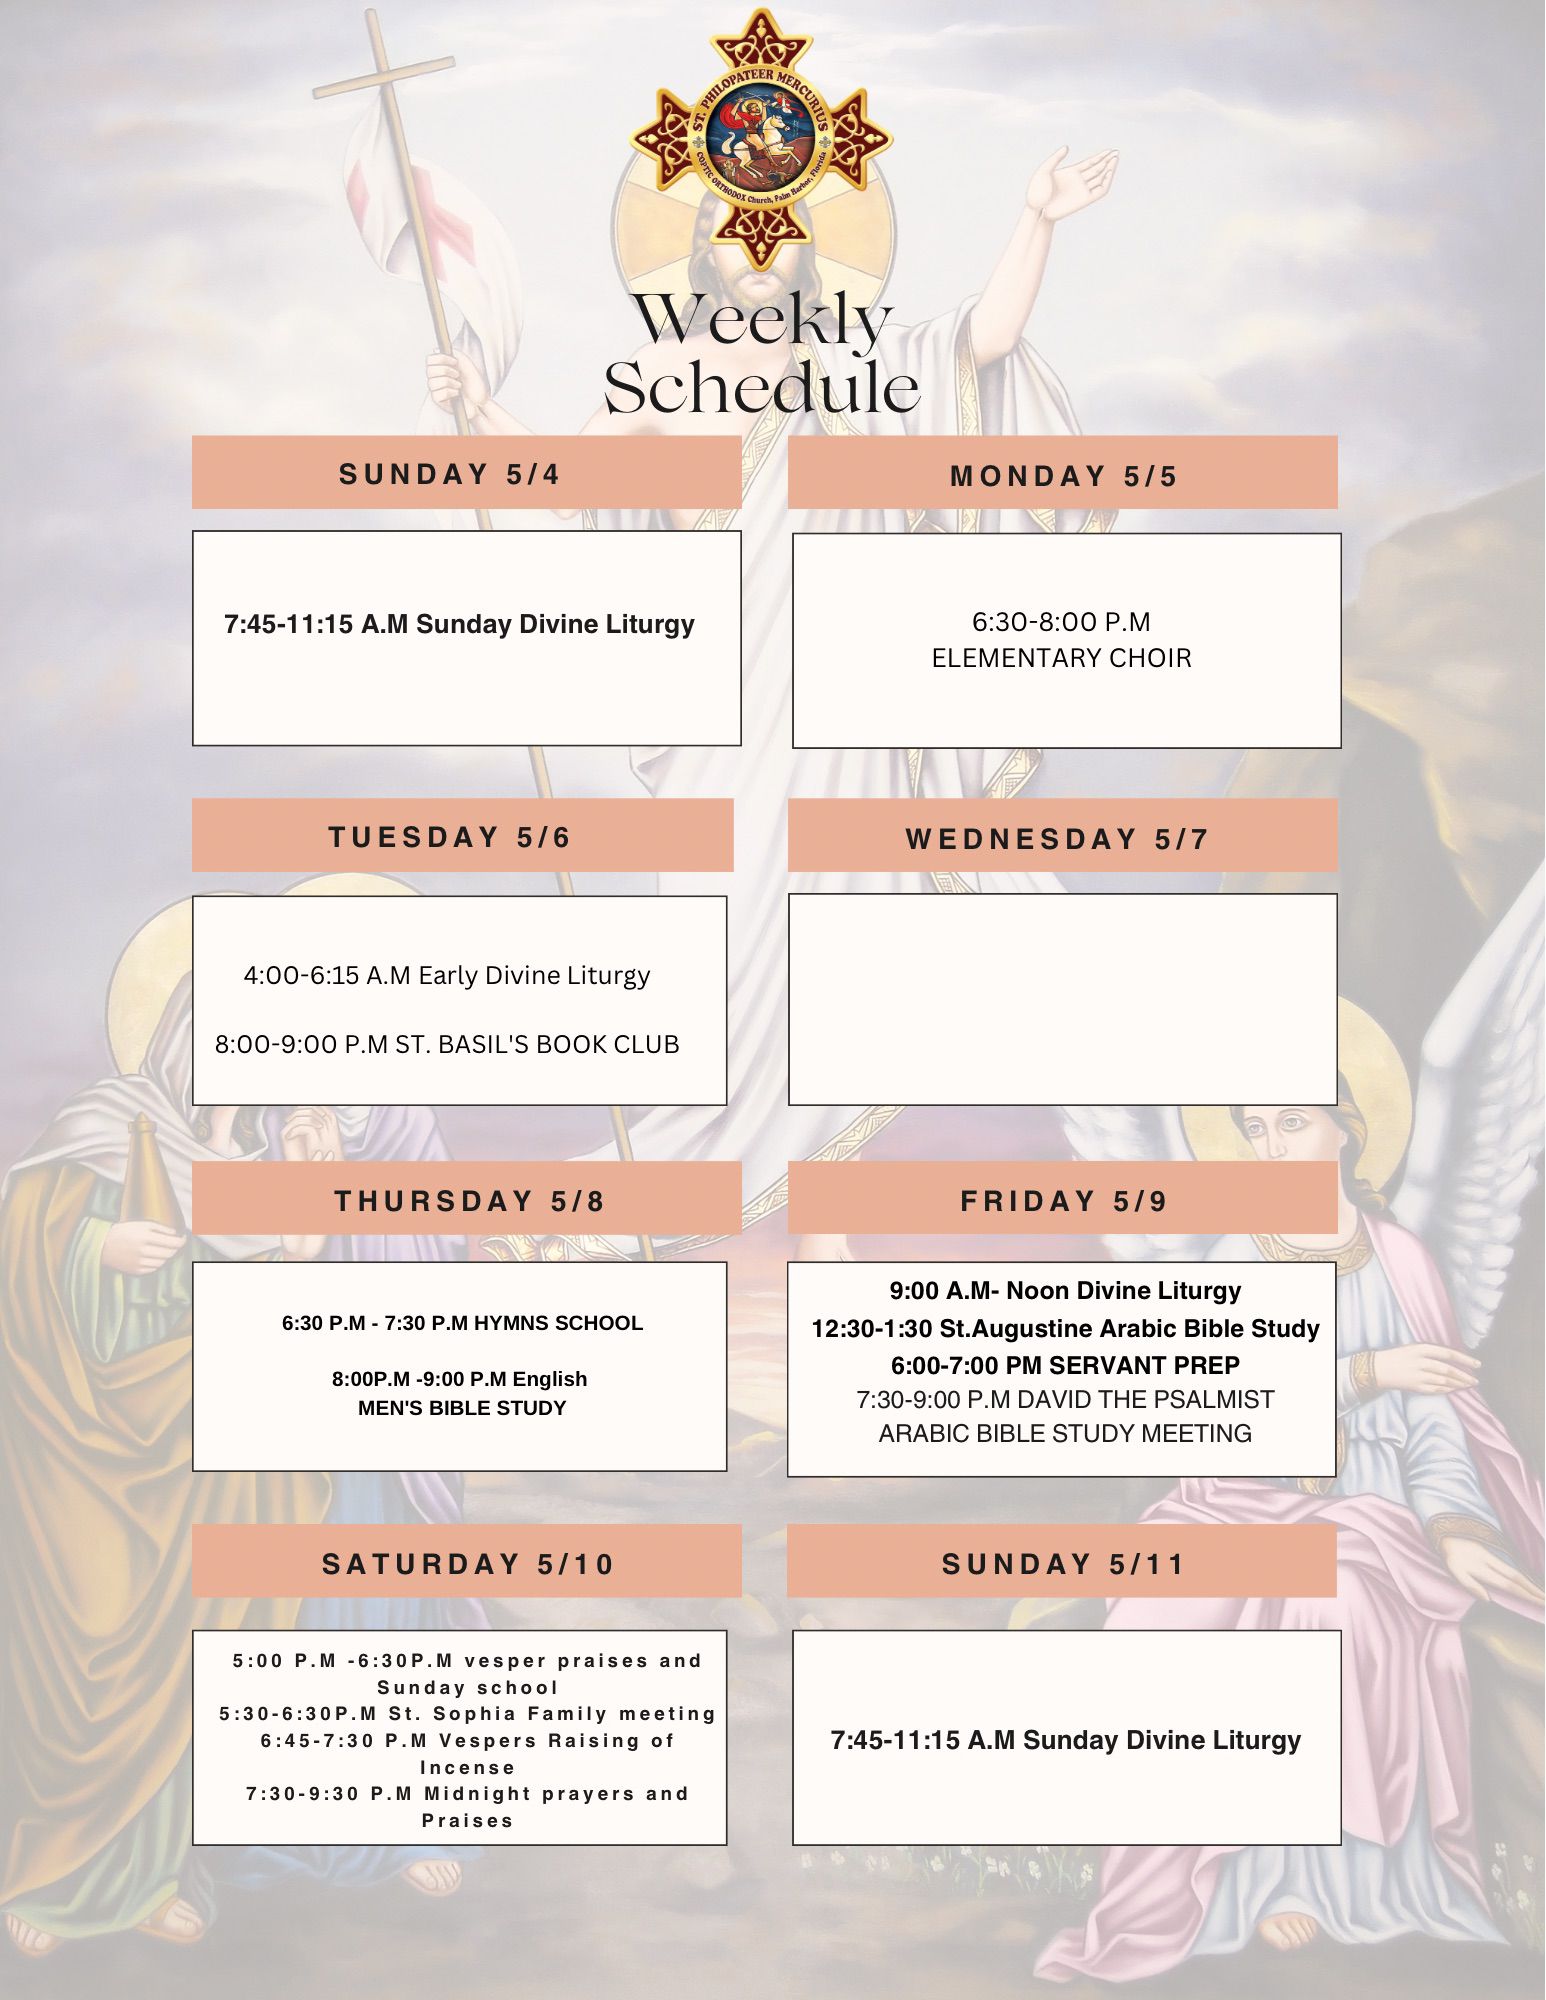 ST. PHILOPATEER MERCURIUS
COPTIC ORTHODOX Church, Palm Harbor, Florida
Weekly
Schedule
SUNDAY 5/4
7:45-11:15 A.M Sunday Divine Liturgy
MONDAY 5/5
6:30-8:00 P.M
ELEMENTARY CHOIR
TUESDAY 5/6
4:00-6:15 A.M Early Divine Liturgy
8:00-9:00 P.M ST. BASIL'S BOOK CLUB
WEDNESDAY 5/7
THURSDAY 5/8
6:30 P.M - 7:30 P.M HYMNS SCHOOL
8:00P.M -9:00 P.M English
MEN'S BIBLE STUDY
FRIDAY 5/9
9:00 A.M- Noon Divine Liturgy
12:30-1:30 St.Augustine Arabic Bible Study
6:00-7:00 PM SERVANT PREP
7:30-9:00 P.M DAVID THE PSALMIST
ARABIC BIBLE STUDY MEETING
SATURDAY 5/10
5:00 P.M -6:30P.M vesper praises and
Sunday school
5:30-6:30P.M St. Sophia Family meeting
6:45-7:30 P.M Vespers Raising of
Incense
7:30-9:30 P.M Midnight prayers and
Praises
SUNDAY 5/11
7:45-11:15 A.M Sunday Divine Liturgy